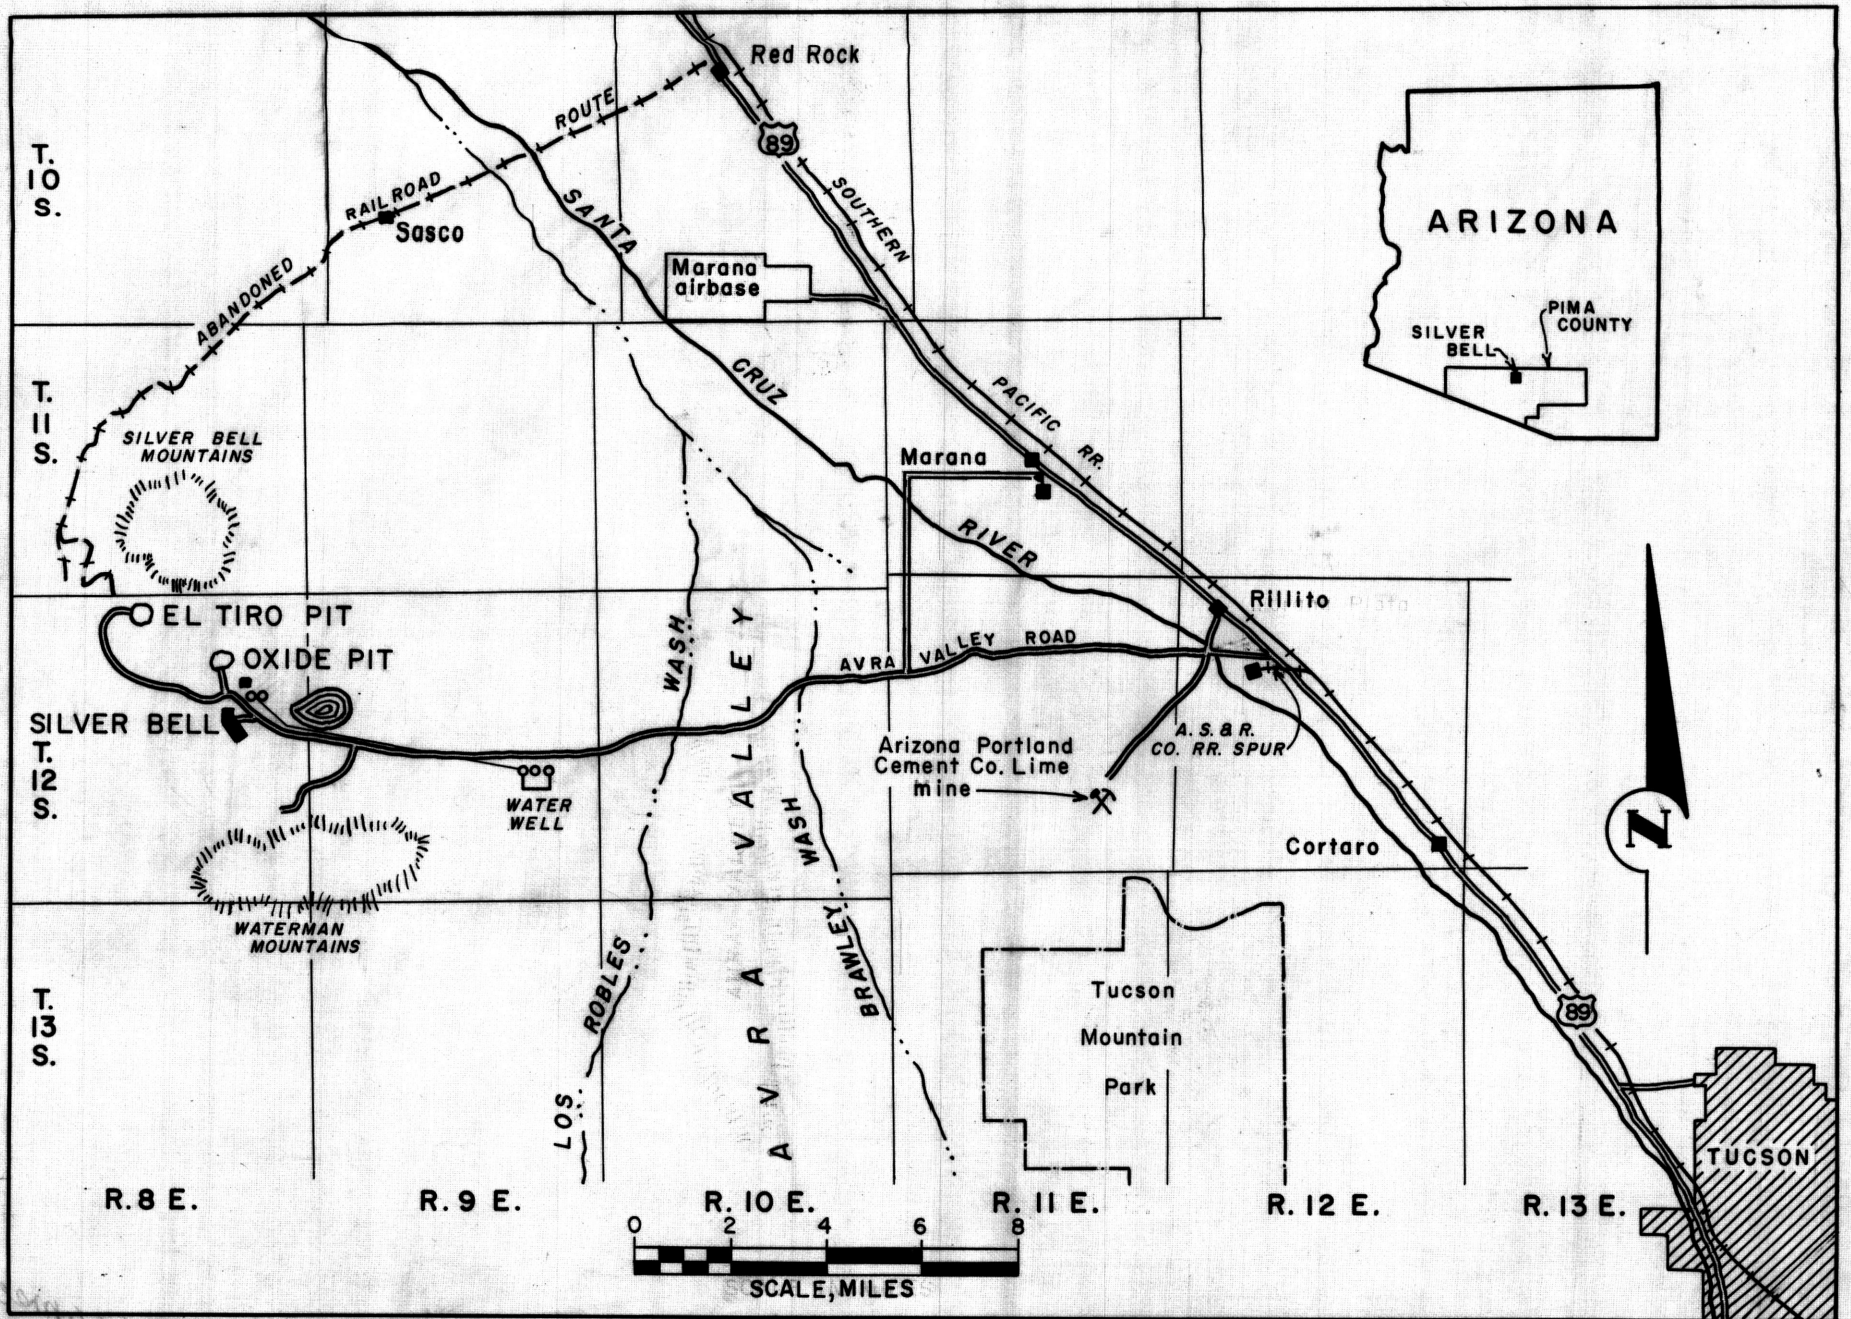 Red Rock
89
ROUTE
RAILROAD
ABANDONED
Sasco
SANTA
CRUZ
RIVER
SOUTHERN
PACIFIC
RR.
Marana
airbase
ARIZONA
PIMA
COUNTY
SILVER
BELL
T.
10
S.
T.
11
S.
SILVER BELL
MOUNTAINS
Marana
Rillito
EL TIRO PIT
OXIDE PIT
SILVER BELL
T.
12
S.
AVRA VALLEY ROAD
WATER
WELL
Arizona Portland
Cement Co. Lime
mine
A. S. & R.
CO. RR. SPUR
Cortaro
N
WATERMAN
MOUNTAINS
LOS ROBLES WASH
AVRA VALLEY
BRAWLEY WASH
Tucson
Mountain
Park
T.
13
S.
89
TUCSON
R. 8 E.
R. 9 E.
R. 10 E.
R. 11 E.
R. 12 E.
R. 13 E.
0 2 4 6 8
SCALE, MILES